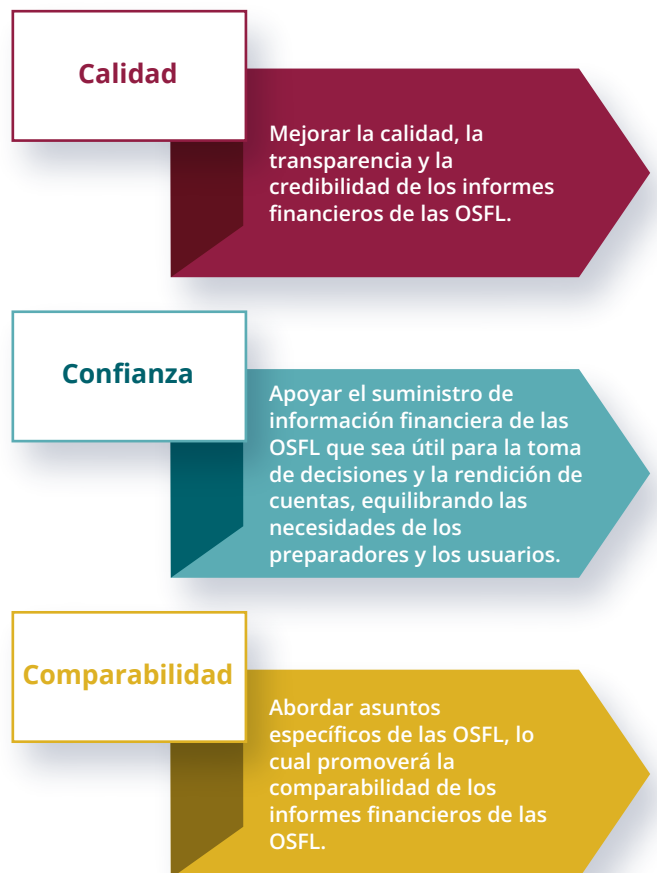 Calidad
Mejorar la calidad, la
transparencia y la
credibilidad de los informes
financieros de las OSFL.
Confianza
Apoyar el suministro de
información financiera de las
OSFL que sea útil para la toma
de decisiones y la rendición de
cuentas, equilibrando las
necesidades de los
preparadores y los usuarios.
Comparabilidad
Abordar asuntos
específicos de las OSFL, lo
cual promoverá la
comparabilidad de los
informes financieros de las
OSFL.